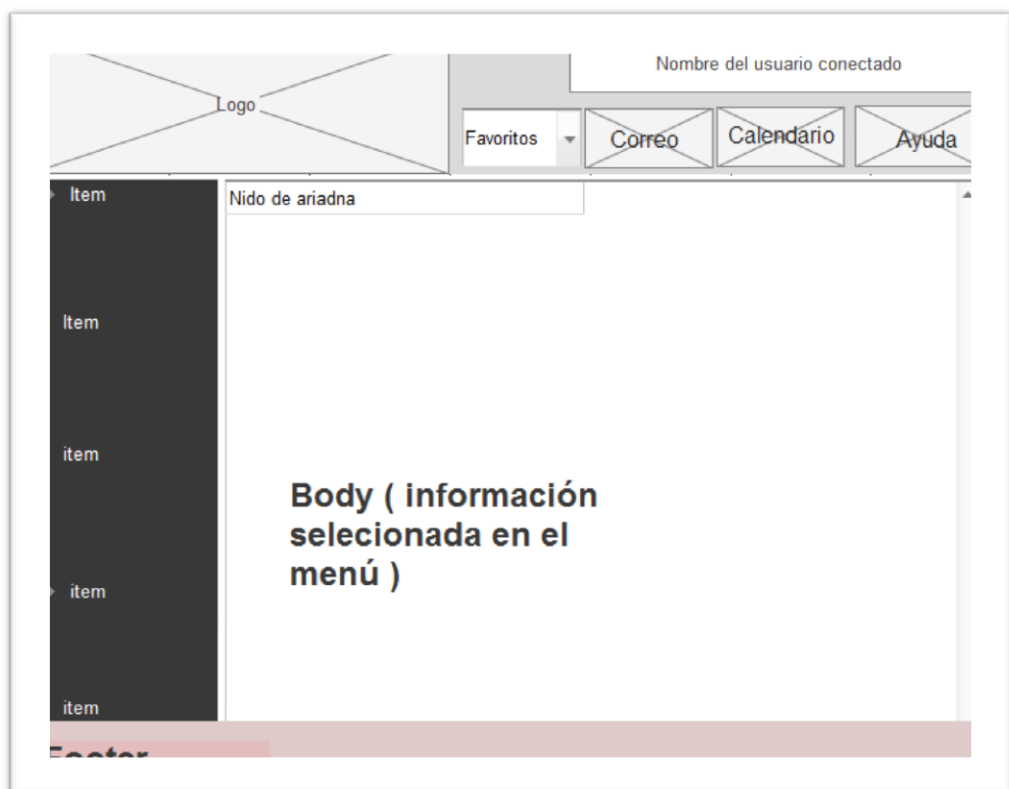 Nombre del usuario conectado
Logo
Favoritos
Correo
Calendario
Ayuda
Item
Nido de ariadna
Item
item
Body ( información
selecionada en el
menú )
item
item
Footer